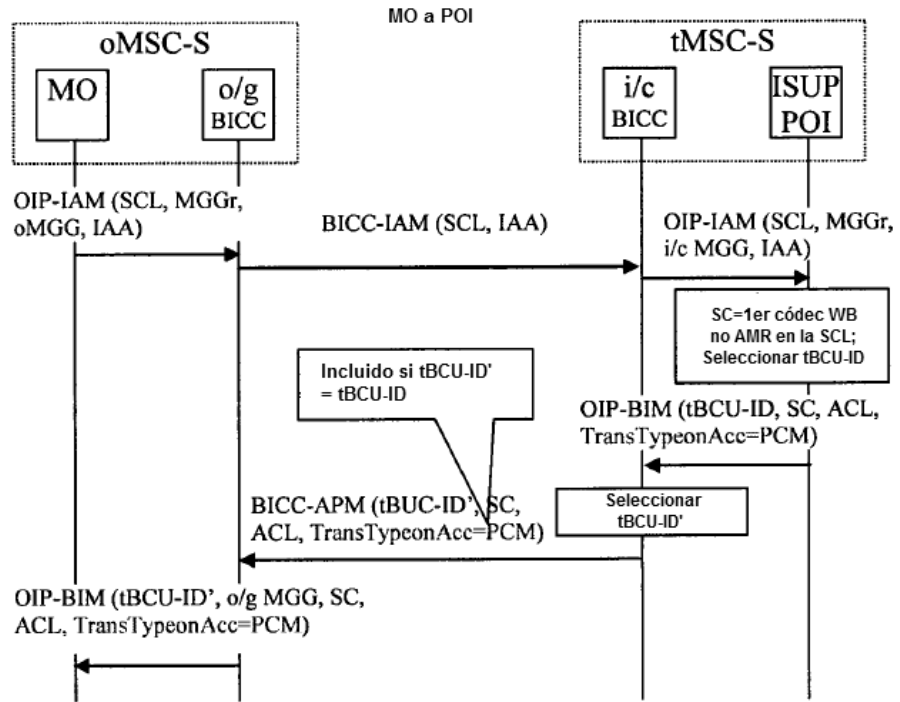 MO a POI
oMSC-S
tMSC-S
MO
o/g
BICC
i/c
BICC
ISUP
POI
OIP-IAM (SCL, MGGr,
oMGG, IAA)
BICC-IAM (SCL, IAA)
OIP-IAM (SCL, MGGr,
i/c MGG, IAA)
SC=1er códec WB
no AMR en la SCL;
Seleccionar tBCU-ID
Incluido si tBCU-ID'
= tBCU-ID
OIP-BIM (tBCU-ID, SC, ACL,
TransTypeonAcc=PCM)
Seleccionar
tBCU-ID'
BICC-APM (tBUC-ID', SC,
ACL, TransTypeonAcc=PCM)
OIP-BIM (tBCU-ID', o/g MGG, SC,
ACL, TransTypeonAcc=PCM)